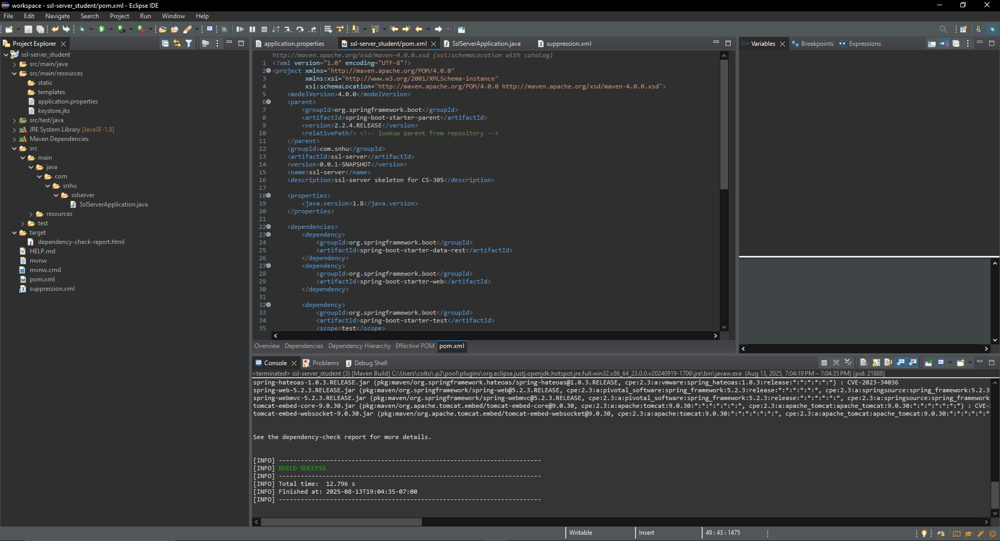 workspace - ssl-server_student/pom.xml - Eclipse IDE
File Edit Navigate Search Project Run Window Help
Project Explorer
ssl-server_student
src/main/java
src/main/resources
static
templates
application.properties
keystore.jks
src/test/java
JRE System Library [JavaSE-1.8]
Maven Dependencies
src
main
java
com
snhu
sslserver
SslServerApplication.java
resources
test
target
dependency-check-report.html
HELP.md
mvnw
mvnw.cmd
pom.xml
suppression.xml
application.properties ssl-server_student/pom.xml SslServerApplication.java suppression.xml
http://maven.apache.org/xsd/maven-4.0.0.xsd (xsi:schemaLocation with catalog)
1 <?xml version="1.0" encoding="UTF-8"?>
2 <project xmlns="http://maven.apache.org/POM/4.0.0"
3 xmlns:xsi="http://www.w3.org/2001/XMLSchema-instance"
4 xsi:schemaLocation="http://maven.apache.org/POM/4.0.0 http://maven.apache.org/xsd/maven-4.0.0.xsd">
5 <modelVersion>4.0.0</modelVersion>
6 <parent>
7 <groupId>org.springframework.boot</groupId>
8 <artifactId>spring-boot-starter-parent</artifactId>
9 <version>2.2.4.RELEASE</version>
10 <relativePath/> <!-- lookup parent from repository -->
11 </parent>
12 <groupId>com.snhu</groupId>
13 <artifactId>ssl-server</artifactId>
14 <version>0.0.1-SNAPSHOT</version>
15 <name>ssl-server</name>
16 <description>ssl-server skeleton for CS-305</description>
17
18 <properties>
19 <java.version>1.8</java.version>
20 </properties>
21
22 <dependencies>
23 <dependency>
24 <groupId>org.springframework.boot</groupId>
25 <artifactId>spring-boot-starter-data-rest</artifactId>
26 </dependency>
27 <dependency>
28 <groupId>org.springframework.boot</groupId>
29 <artifactId>spring-boot-starter-web</artifactId>
30 </dependency>
31
32 <dependency>
33 <groupId>org.springframework.boot</groupId>
34 <artifactId>spring-boot-starter-test</artifactId>
35 <scope>test</scope>
Overview Dependencies Dependency Hierarchy Effective POM pom.xml
(x)= Variables Breakpoints Expressions
Console Problems Debug Shell
<terminated> ssl-server_student (3) [Maven Build] C:\Users\colto\.p2\pool\plugins\org.eclipse.justj.openjdk.hotspot.jre.full.win32.x86_64_23.0.0.v20240919-1706\jre\bin\javaw.exe (Aug 13, 2025, 7:04:19 PM – 7:04:35 PM) [pid: 21888]
spring-hateoas-1.0.3.RELEASE.jar (pkg:maven/org.springframework.hateoas/spring-hateoas@1.0.3.RELEASE, cpe:2.3:a:vmware:spring_hateoas:1.0.3:release:*:*:*:*:*:*) : CVE-2023-34036
spring-web-5.2.3.RELEASE.jar (pkg:maven/org.springframework/spring-web@5.2.3.RELEASE, cpe:2.3:a:pivotal_software:spring_framework:5.2.3:release:*:*:*:*:*:*, cpe:2.3:a:springsource:spring_framework:5.2.3
spring-webmvc-5.2.3.RELEASE.jar (pkg:maven/org.springframework/spring-webmvc@5.2.3.RELEASE, cpe:2.3:a:pivotal_software:spring_framework:5.2.3:release:*:*:*:*:*:*, cpe:2.3:a:springsource:spring_framework
tomcat-embed-core-9.0.30.jar (pkg:maven/org.apache.tomcat.embed/tomcat-embed-core@9.0.30, cpe:2.3:a:apache:tomcat:9.0.30:*:*:*:*:*:*:*, cpe:2.3:a:apache_tomcat:apache_tomcat:9.0.30:*:*:*:*:*:*:*) : CVE-
tomcat-embed-websocket-9.0.30.jar (pkg:maven/org.apache.tomcat.embed/tomcat-embed-websocket@9.0.30, cpe:2.3:a:apache:tomcat:9.0.30:*:*:*:*:*:*:*, cpe:2.3:a:apache_tomcat:apache_tomcat:9.0.30:*:*:*:*:*:*
See the dependency-check report for more details.
[INFO] ------------------------------------------------------------------------
[INFO] BUILD SUCCESS
[INFO] ------------------------------------------------------------------------
[INFO] Total time:  12.796 s
[INFO] Finished at: 2025-08-13T19:04:35-07:00
[INFO] ------------------------------------------------------------------------
Writable Insert 49 : 43 : 1475